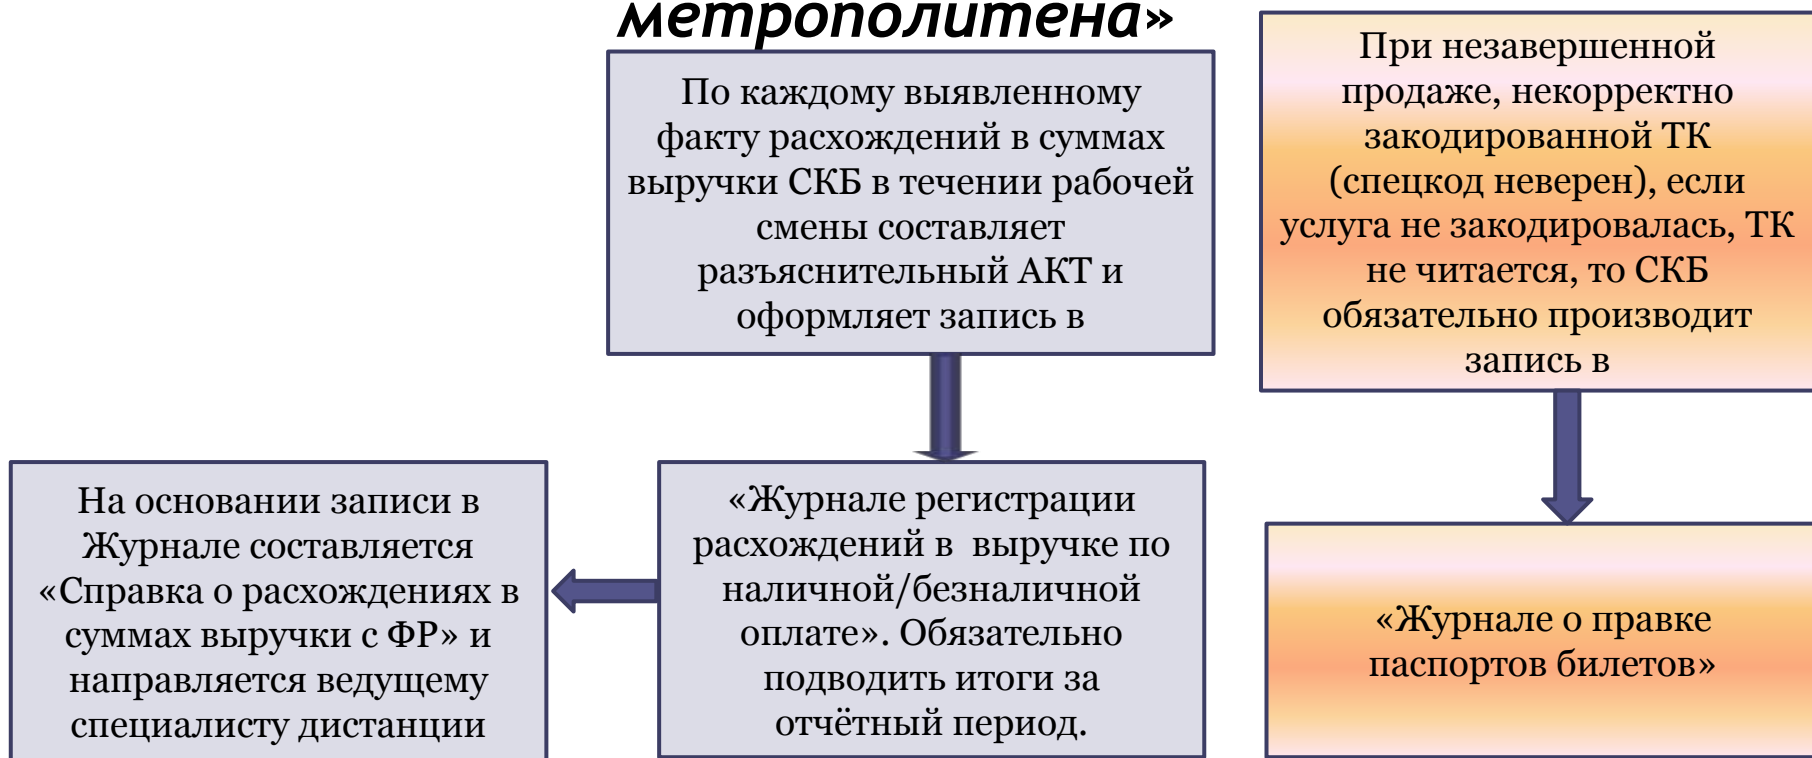 метрополитена»
По каждому выявленному
факту расхождений в суммах
выручки СКБ в течении рабочей
смены составляет
разъяснительный АКТ и
оформляет запись в
При незавершенной
продаже, некорректно
закодированной ТК
(спецкод неверен), если
услуга не закодировалась, ТК
не читается, то СКБ
обязательно производит
запись в
На основании записи в
Журнале составляется
«Справка о расхождениях в
суммах выручки с ФР» и
направляется ведущему
специалисту дистанции
«Журнале регистрации
расхождений в выручке по
наличной/безналичной
оплате». Обязательно
подводить итоги за
отчётный период.
«Журнале о правке
паспортов билетов»